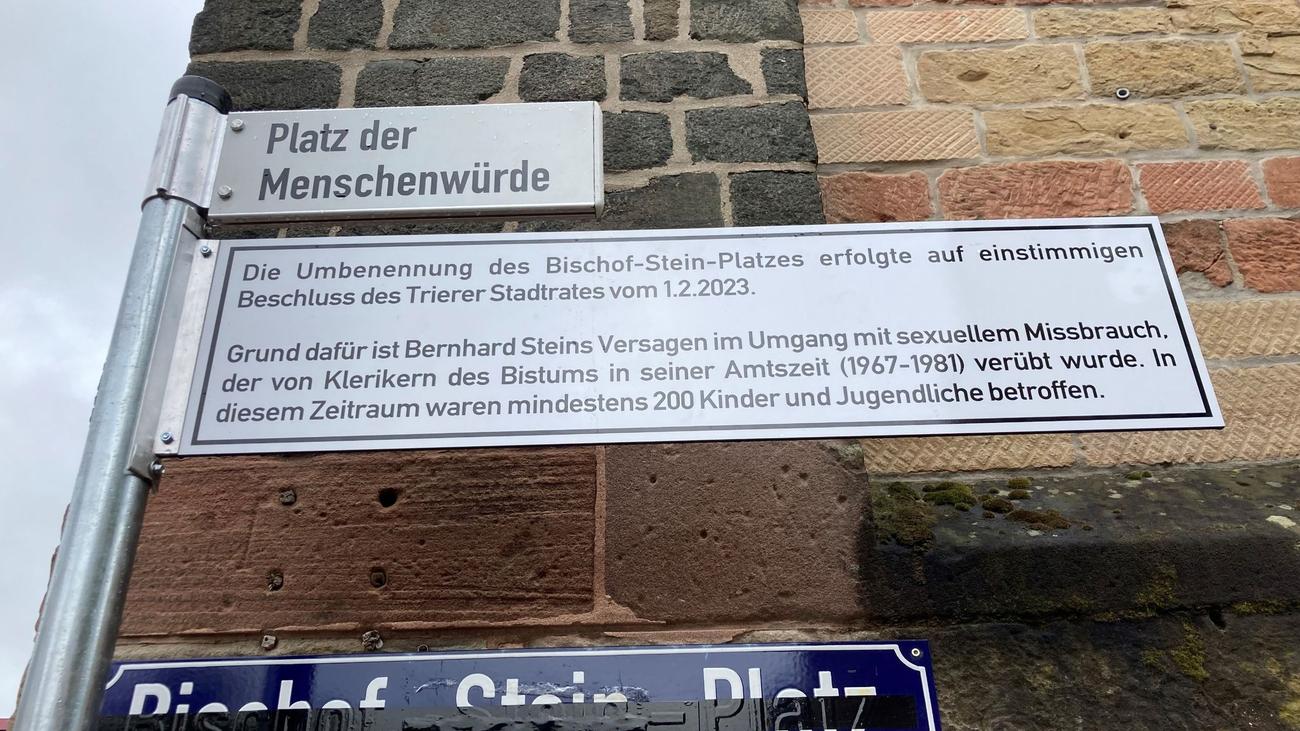 Platz der
Menschenwürde
Die Umbenennung des Bischof-Stein-Platzes erfolgte auf einstimmigen
Beschluss des Trierer Stadtrates vom 1.2.2023.
Grund dafür ist Bernhard Steins Versagen im Umgang mit sexuellem Missbrauch,
der von Klerikern des Bistums in seiner Amtszeit (1967-1981) verübt wurde. In
diesem Zeitraum waren mindestens 200 Kinder und Jugendliche betroffen.
Bischof-Stein-Platz